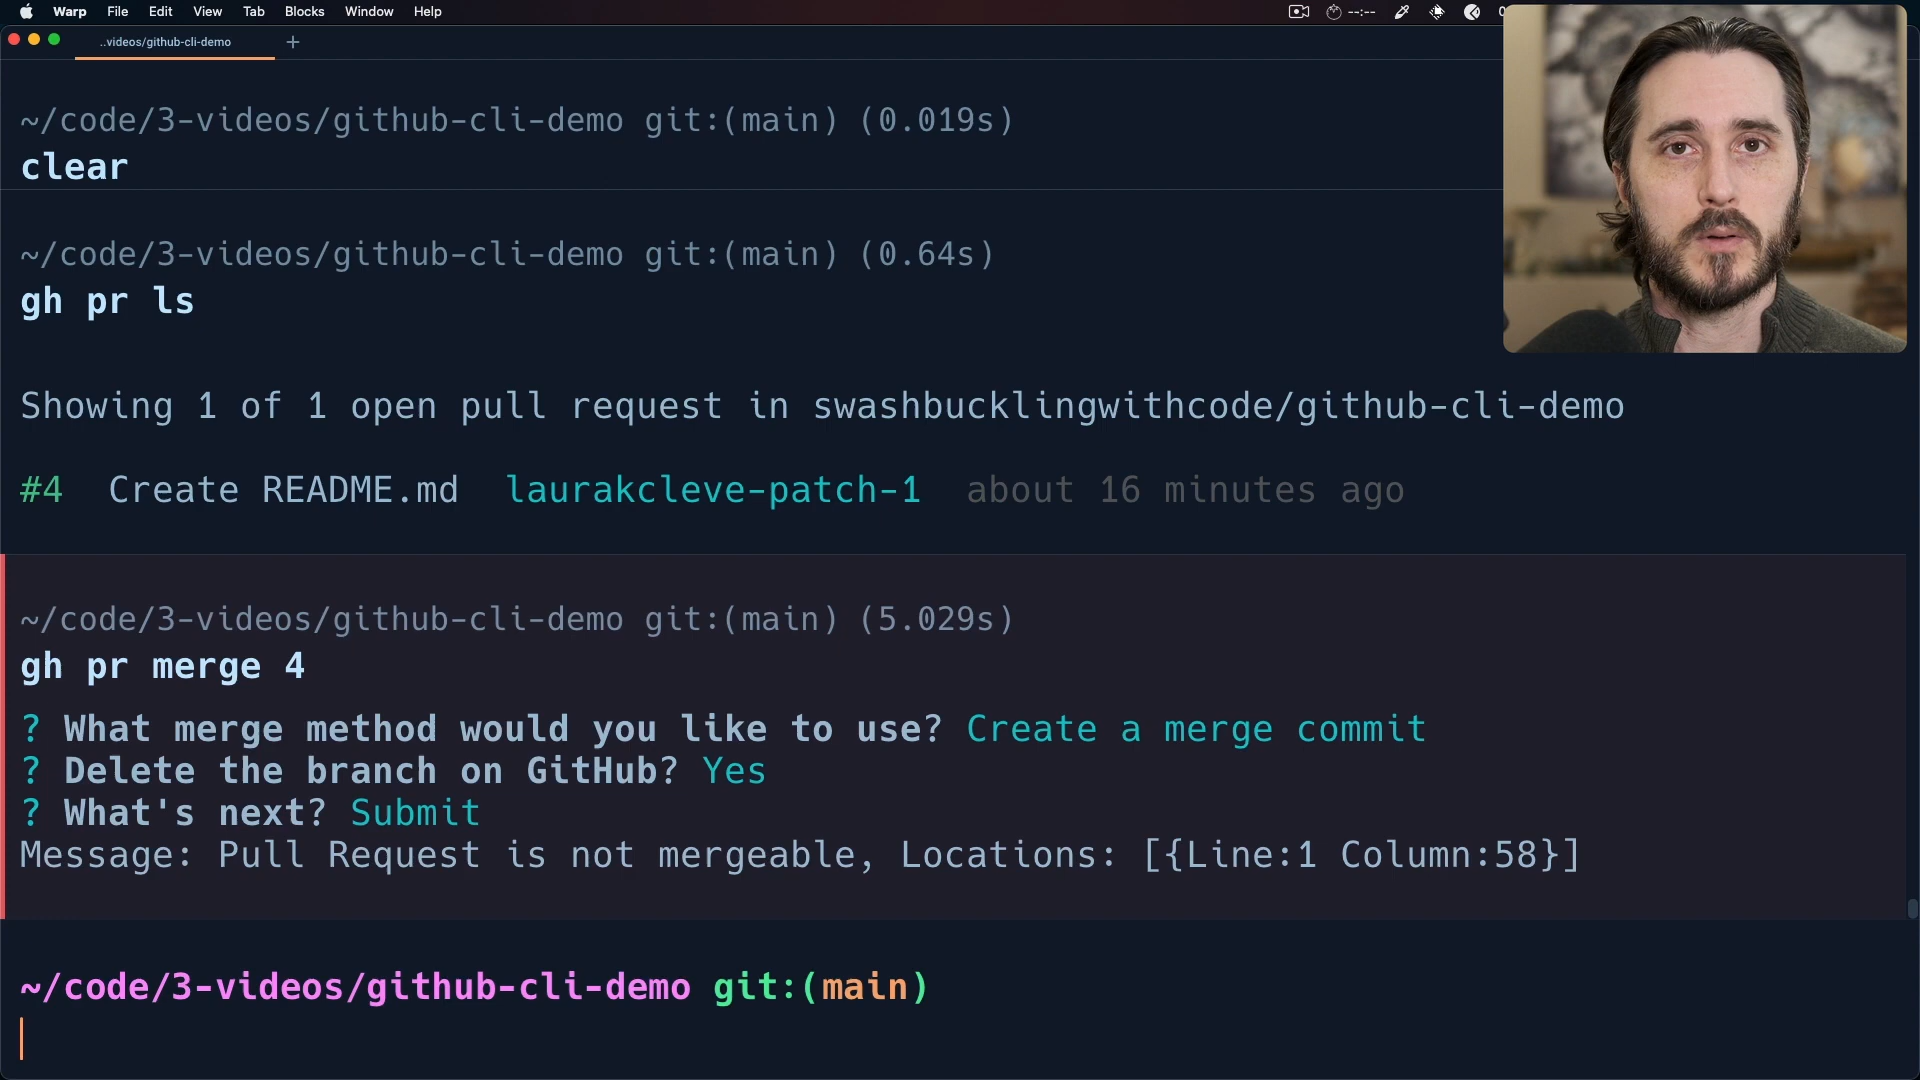 Warp File Edit View Tab Blocks Window Help --:--
..videos/github-cli-demo +
~/code/3-videos/github-cli-demo git:(main) (0.019s)
clear
~/code/3-videos/github-cli-demo git:(main) (0.64s)
gh pr ls
Showing 1 of 1 open pull request in swashbucklingwithcode/github-cli-demo
#4 Create README.md laurakcleve-patch-1 about 16 minutes ago
~/code/3-videos/github-cli-demo git:(main) (5.029s)
gh pr merge 4
? What merge method would you like to use? Create a merge commit
? Delete the branch on GitHub? Yes
? What's next? Submit
Message: Pull Request is not mergeable, Locations: [{Line:1 Column:58}]
~/code/3-videos/github-cli-demo git:(main)